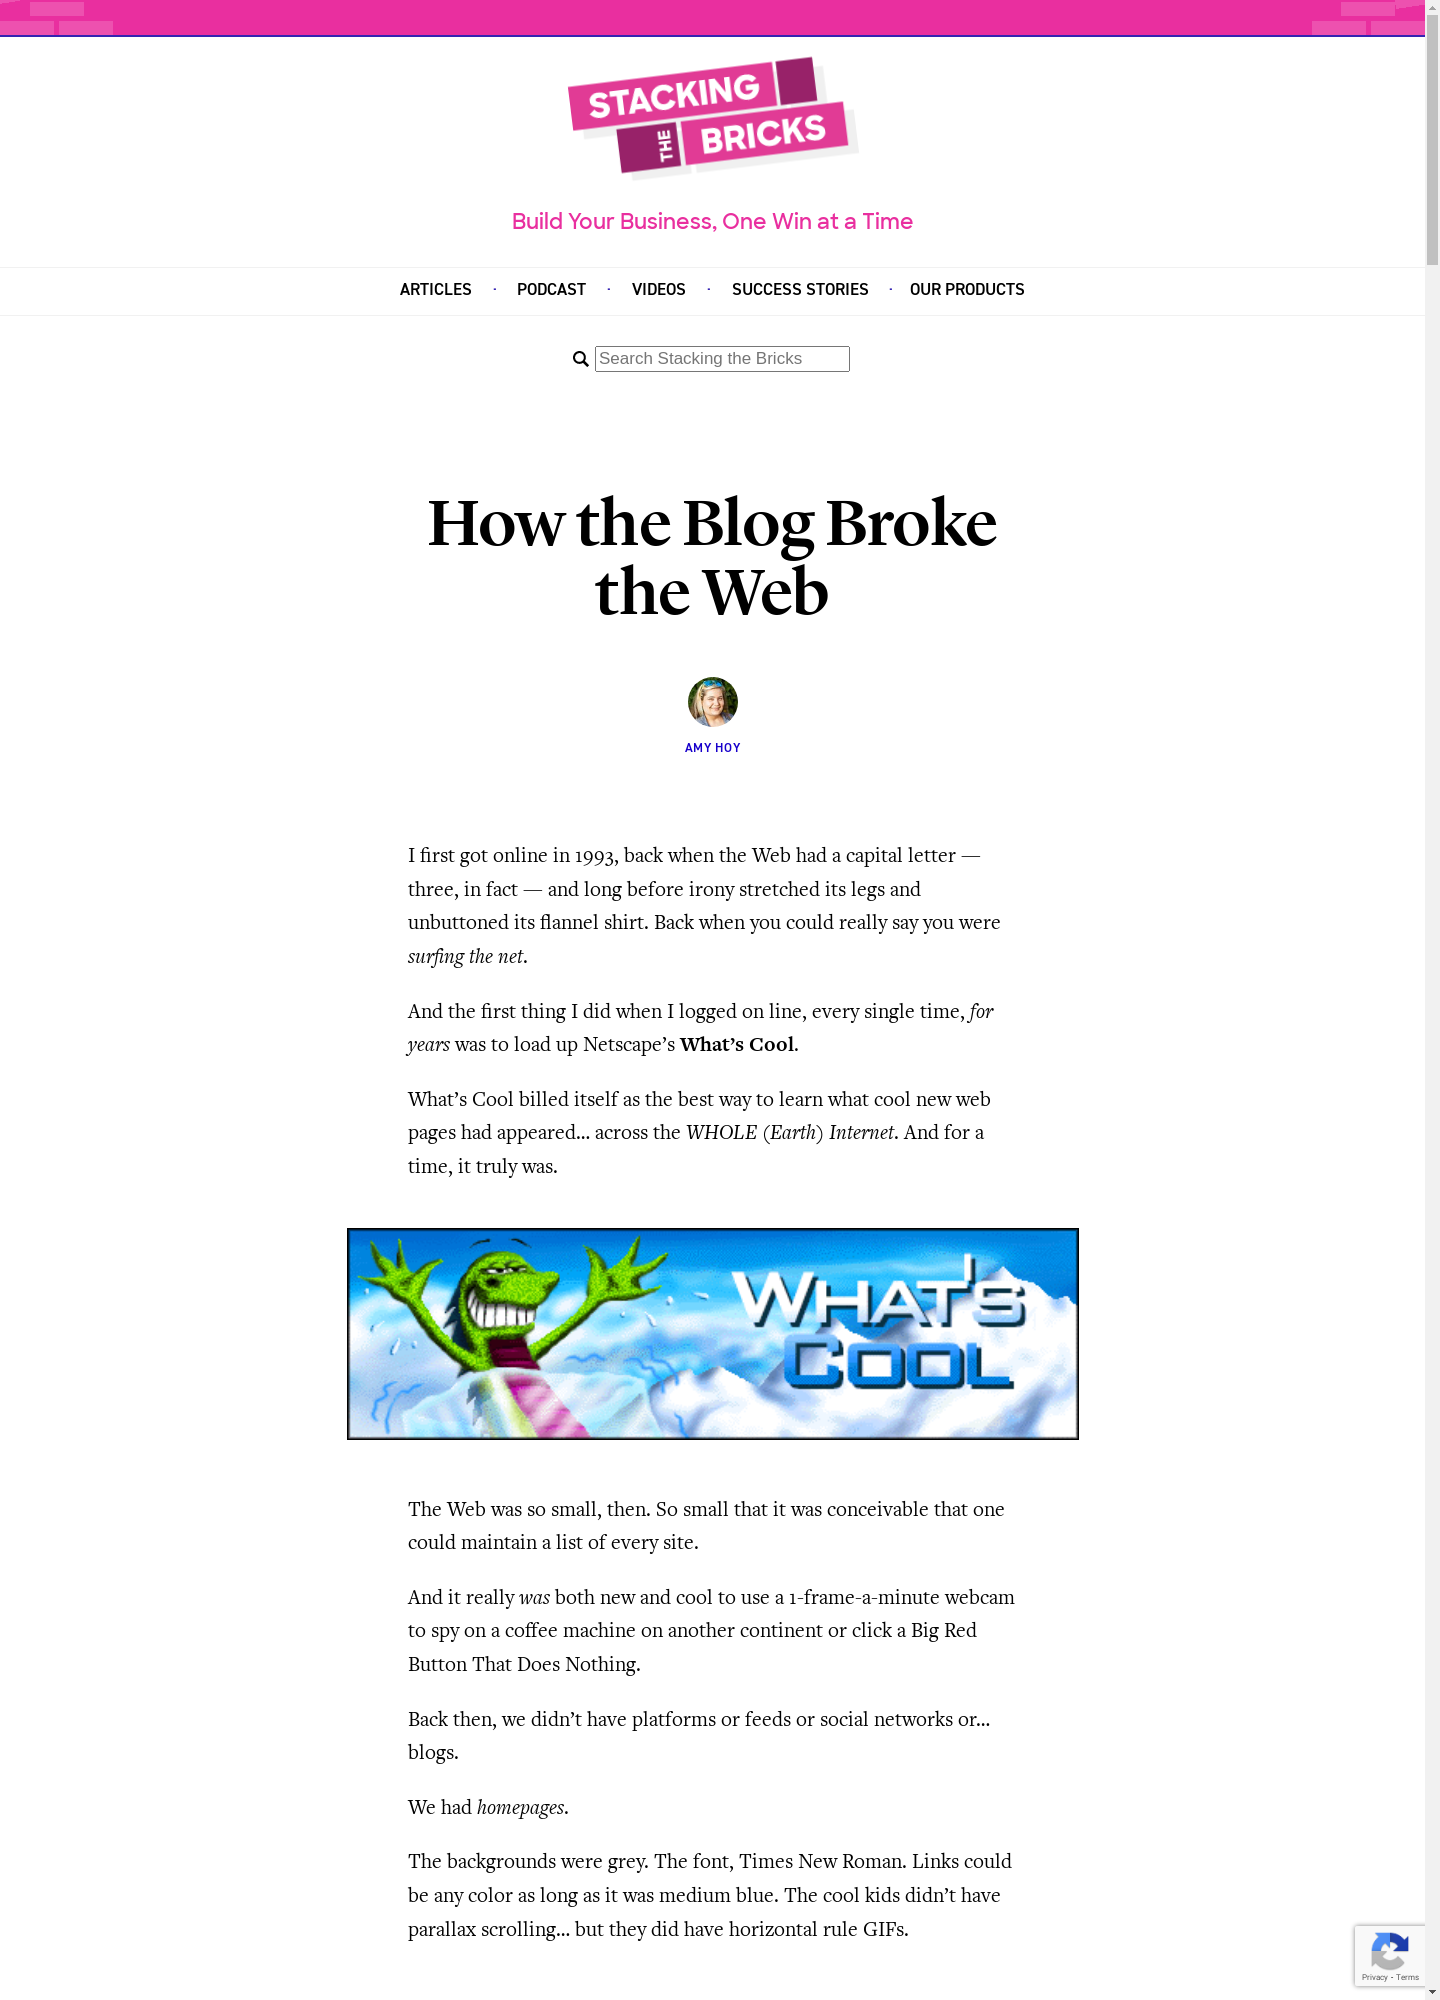 STACKING
THE BRICKS
Build Your Business, One Win at a Time
ARTICLES · PODCAST · VIDEOS · SUCCESS STORIES · OUR PRODUCTS
Search Stacking the Bricks
How the Blog Broke
the Web
AMY HOY
I first got online in 1993, back when the Web had a capital letter —
three, in fact — and long before irony stretched its legs and
unbuttoned its flannel shirt. Back when you could really say you were
surfing the net.
And the first thing I did when I logged on line, every single time, for
years was to load up Netscape’s What’s Cool.
What’s Cool billed itself as the best way to learn what cool new web
pages had appeared… across the WHOLE (Earth) Internet. And for a
time, it truly was.
WHAT'S
COOL
The Web was so small, then. So small that it was conceivable that one
could maintain a list of every site.
And it really was both new and cool to use a 1-frame-a-minute webcam
to spy on a coffee machine on another continent or click a Big Red
Button That Does Nothing.
Back then, we didn’t have platforms or feeds or social networks or…
blogs.
We had homepages.
The backgrounds were grey. The font, Times New Roman. Links could
be any color as long as it was medium blue. The cool kids didn’t have
parallax scrolling… but they did have horizontal rule GIFs.
Privacy - Terms